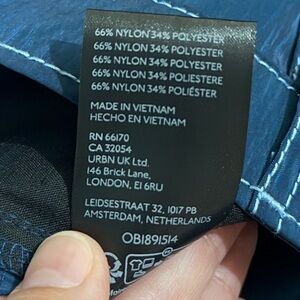 66% NYLON 34% POLYESTER
66% NYLON 34% POLYESTER
66% NYLON 34% POLYESTER
66% NYLON 34% POLIESTERE
66% NYLON 34% POLIÉSTER
MADE IN VIETNAM
HECHO EN VIETNAM
RN 66170
CA 32054
URBN UK Ltd.
146 Brick Lane,
LONDON, E1 6RU
LEIDSESTRAAT 32, 1017 PB
AMSTERDAM, NETHERLANDS
OB1891514